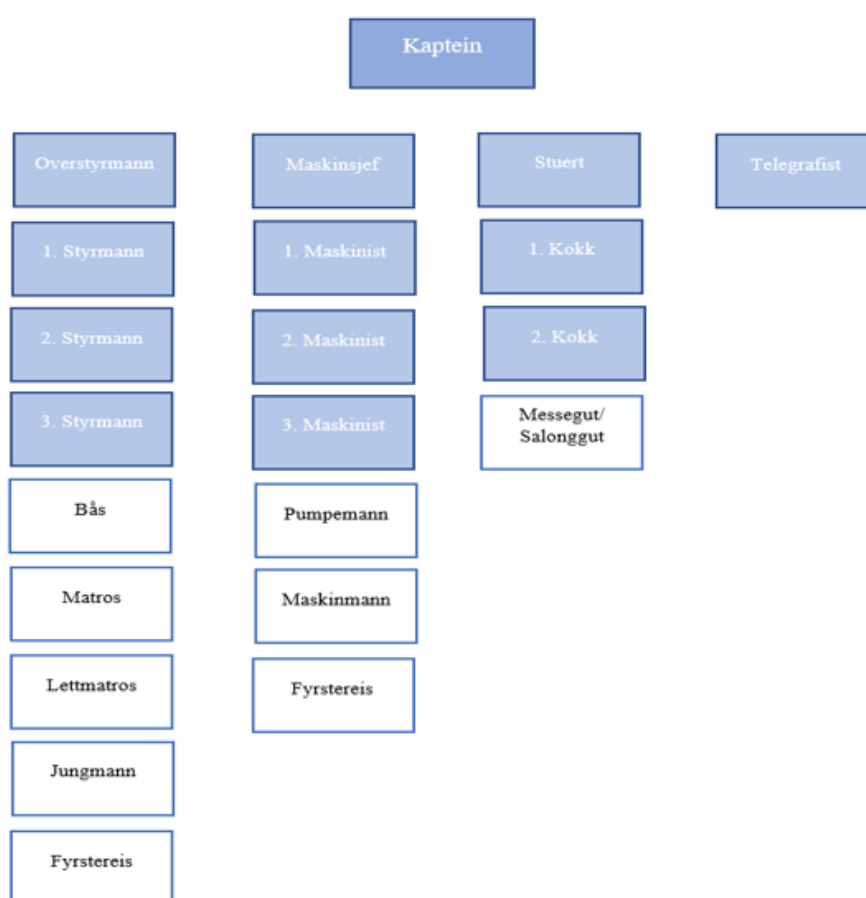 Kaptein
Overstyrmann
Maskinsjef
Stuert
Telegrafist
1. Styrmann
1. Maskinist
1. Kokk
2. Styrmann
2. Maskinist
2. Kokk
3. Styrmann
3. Maskinist
Messegut/
Salonggut
Bås
Pumpemann
Matros
Maskinmann
Lettmatros
Fyrstereis
Jungmann
Fyrstereis